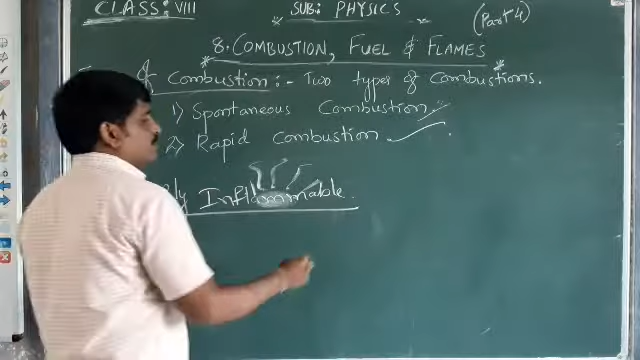 CLASS: VIII SUB: PHYSICS (Part 4)
8. COMBUSTION, FUEL & FLAMES
of Combustion :- Two types of combustions.
1) Spontaneous Combustion
2) Rapid Combustion
Inflammable.